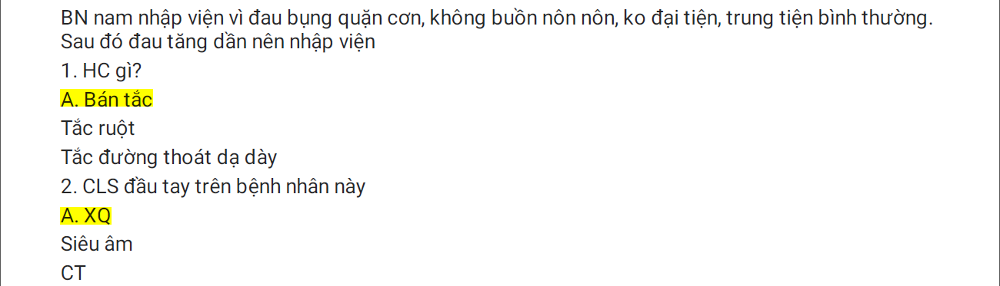 BN nam nhập viện vì đau bụng quặn cơn, không buồn nôn nôn, ko đại tiện, trung tiện bình thường.
Sau đó đau tăng dần nên nhập viện
1. HC gì?
A. Bán tắc
Tắc ruột
Tắc đường thoát dạ dày
2. CLS đầu tay trên bệnh nhân này
A. XQ
Siêu âm
CT